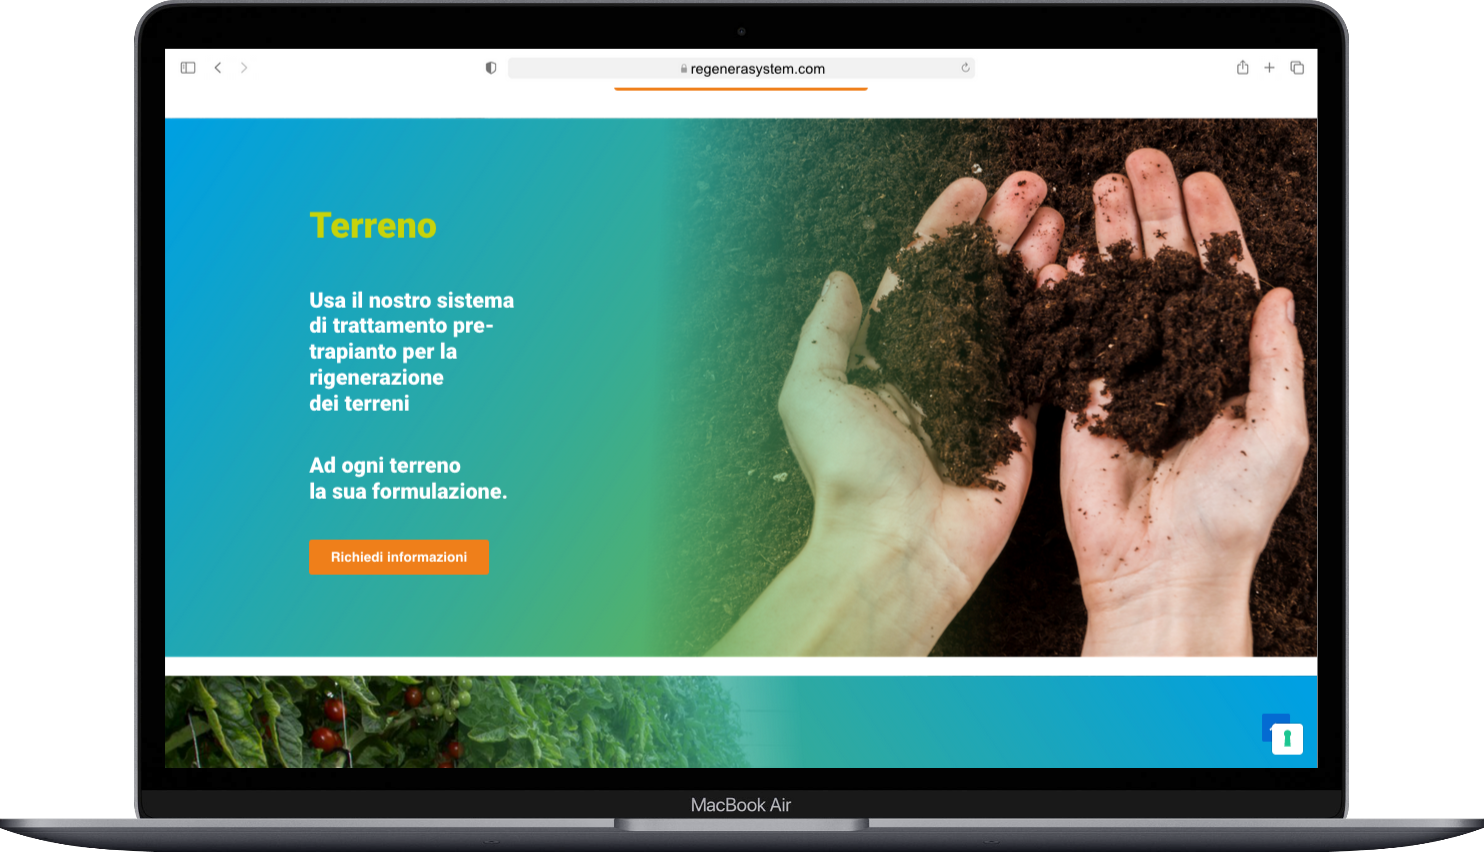 regenerasystem.com
Terreno
Usa il nostro sistema
di trattamento pre-
trapianto per la
rigenerazione
dei terreni
Ad ogni terreno
la sua formulazione.
Richiedi informazioni
MacBook Air